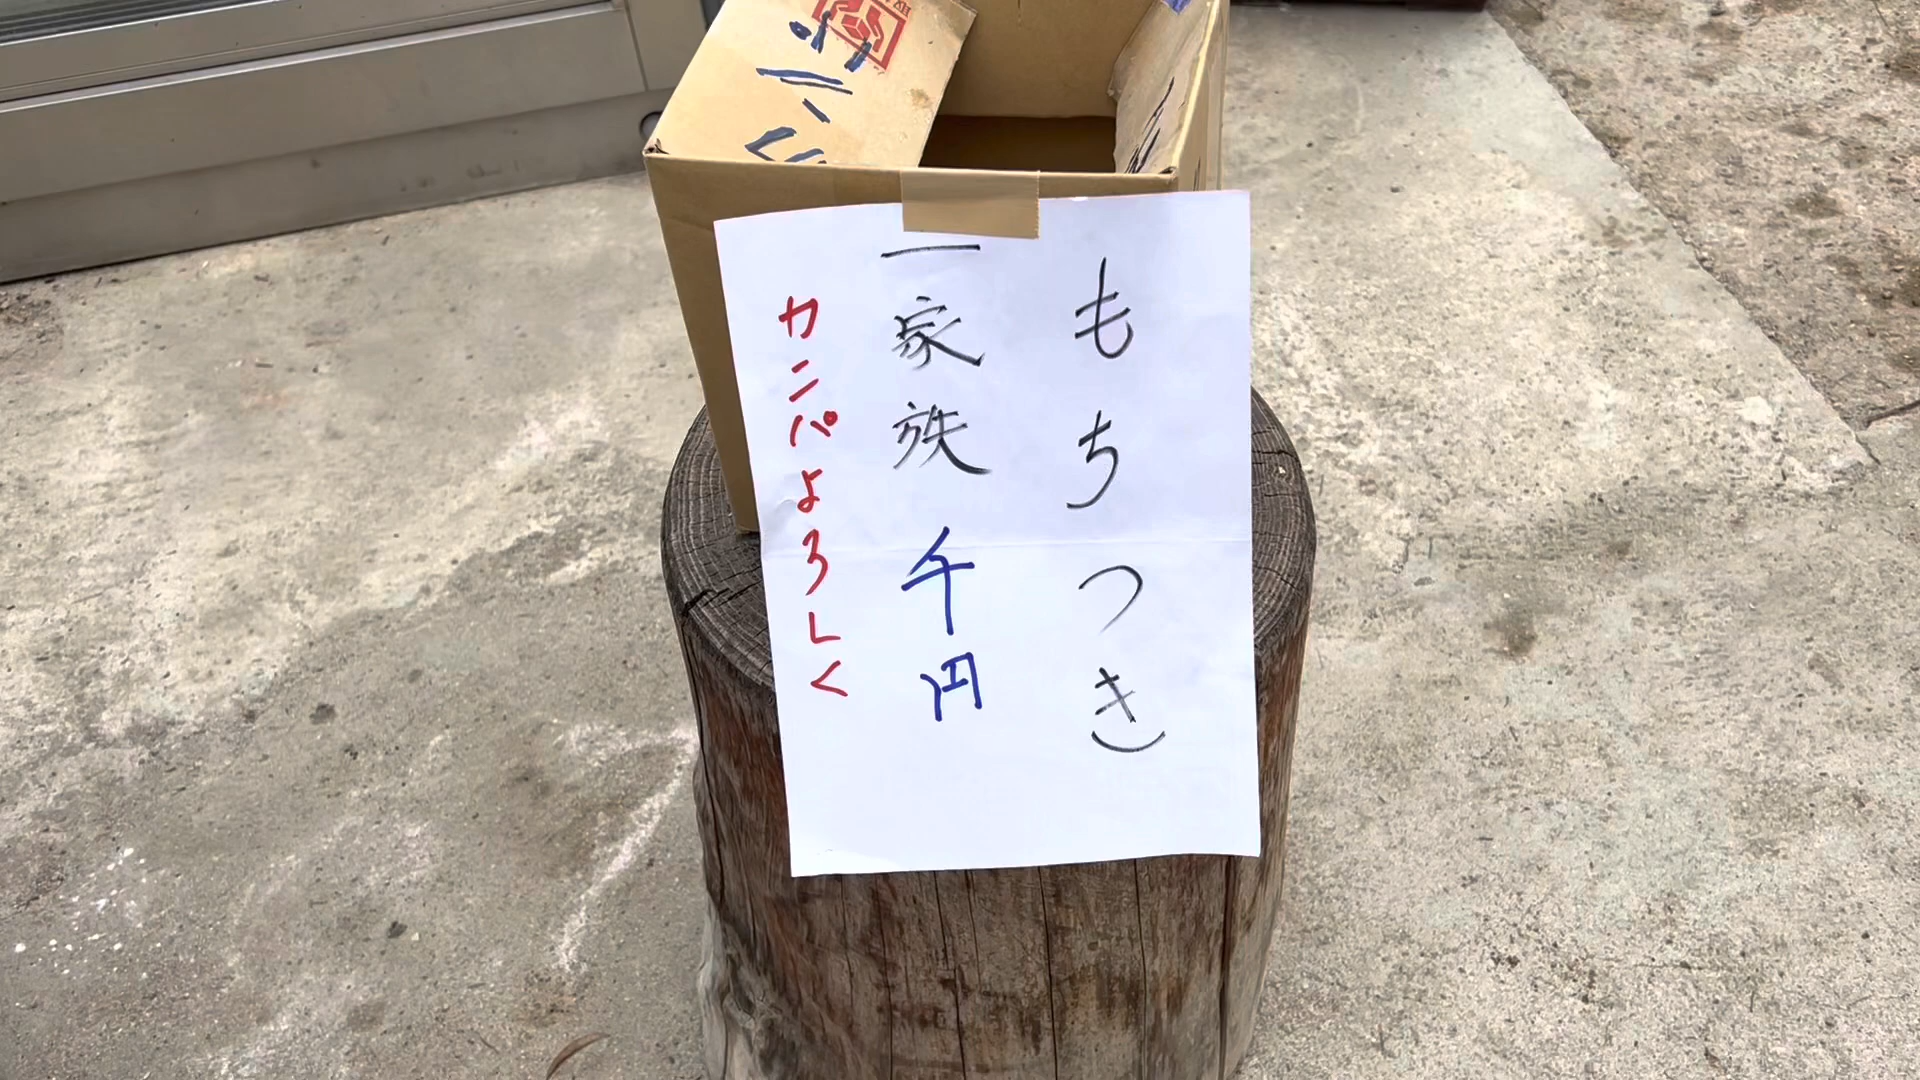 もちつき
一家族 千円
カンパよろしく